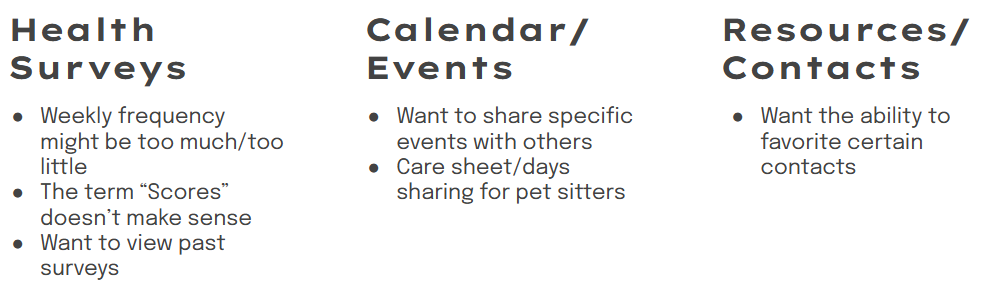 Health
Surveys
● Weekly frequency
might be too much/too
little
● The term “Scores”
doesn’t make sense
● Want to view past
surveys
Calendar/
Events
● Want to share specific
events with others
● Care sheet/days
sharing for pet sitters
Resources/
Contacts
● Want the ability to
favorite certain
contacts